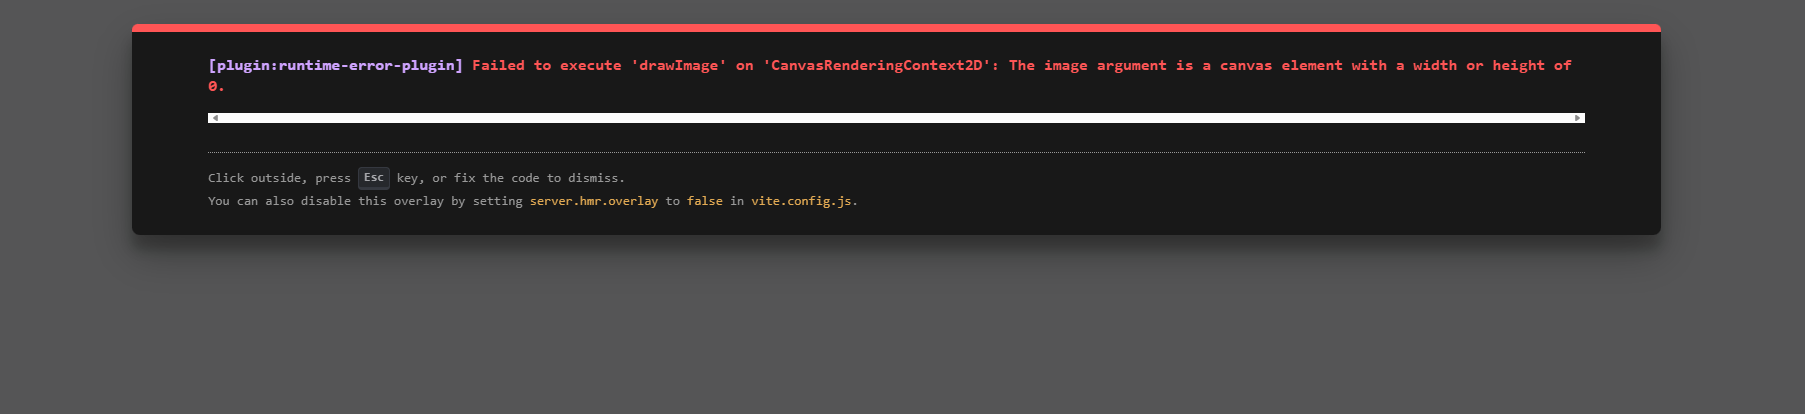 [plugin:runtime-error-plugin] Failed to execute 'drawImage' on 'CanvasRenderingContext2D': The image argument is a canvas element with a width or height of
0.
Click outside, press Esc key, or fix the code to dismiss.
You can also disable this overlay by setting server.hmr.overlay to false in vite.config.js.